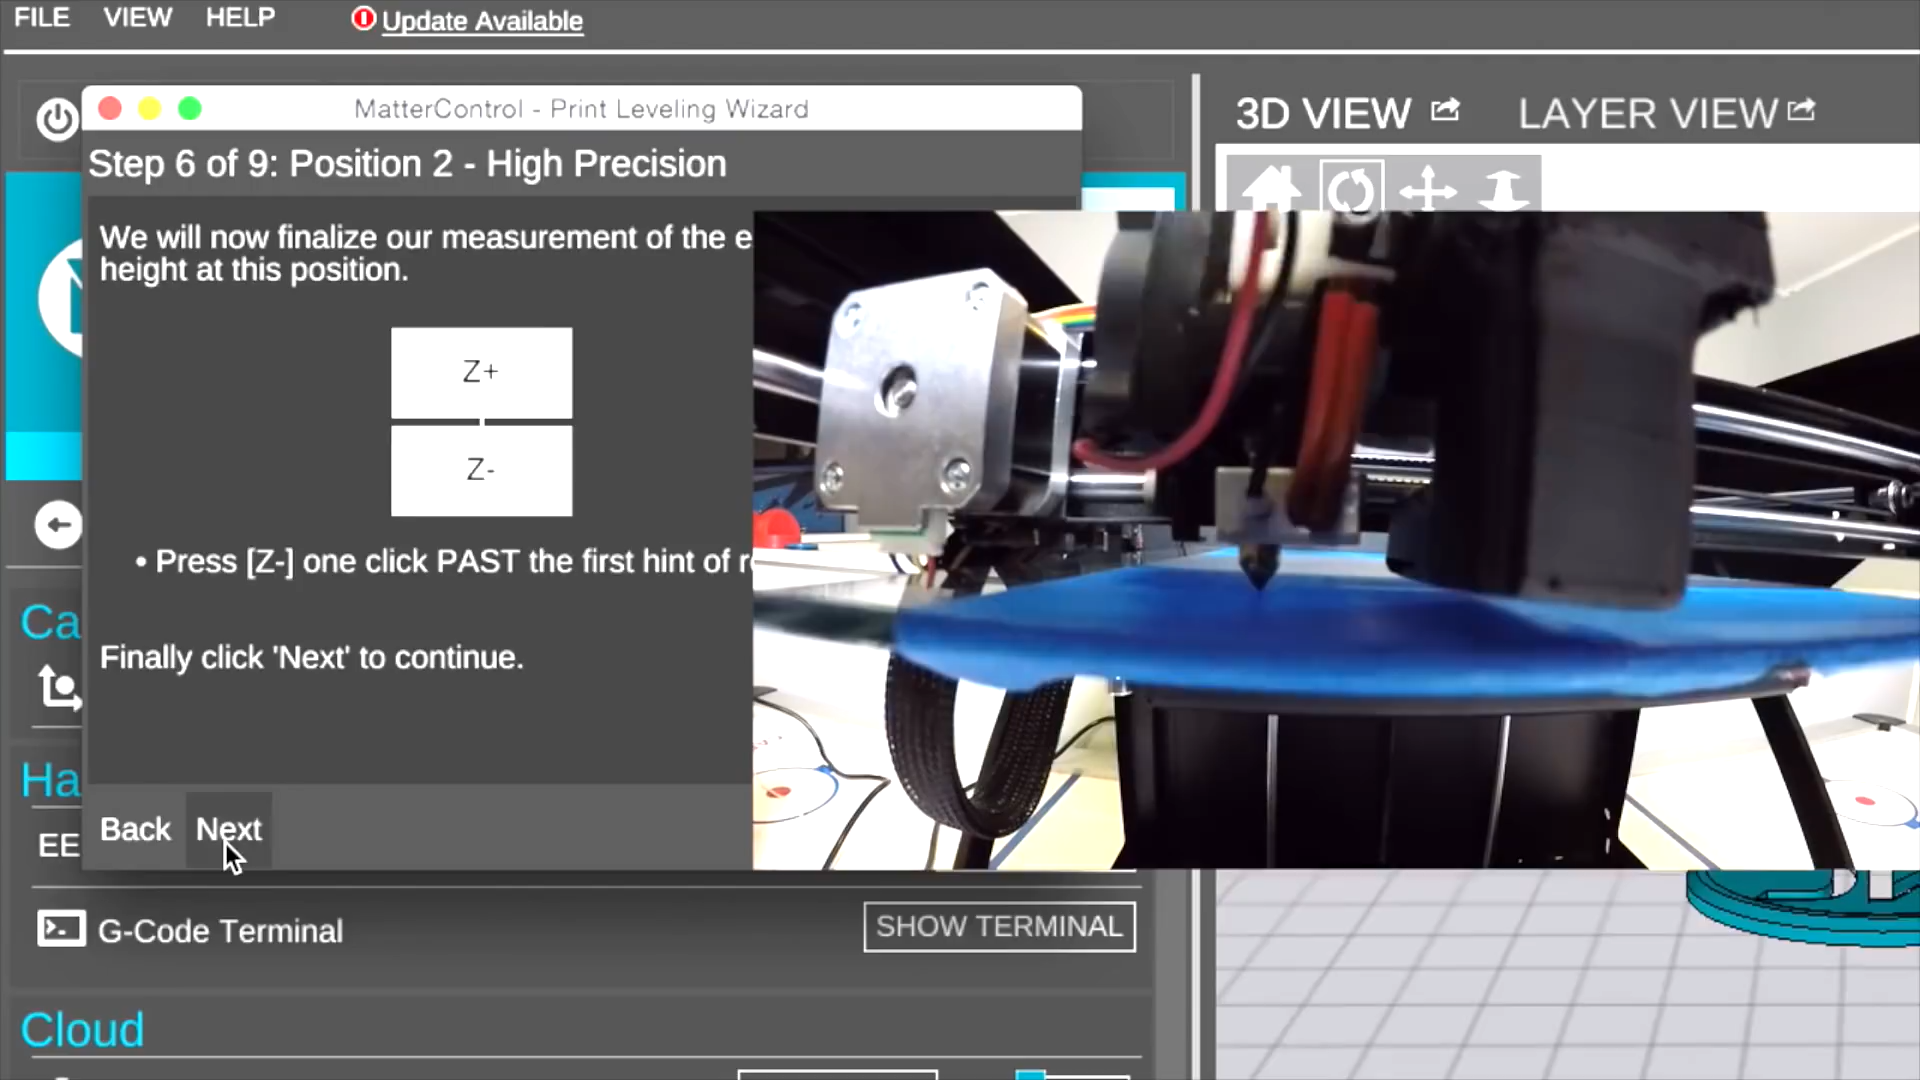 FILE VIEW HELP Update Available
MatterControl - Print Leveling Wizard
3D VIEW LAYER VIEW
Step 6 of 9: Position 2 - High Precision
We will now finalize our measurement of the
height at this position.
Z+
Z-
• Press [Z-] one click PAST the first hint of
Finally click 'Next' to continue.
Ca
Ha
Back Next
EE
G-Code Terminal SHOW TERMINAL
Cloud